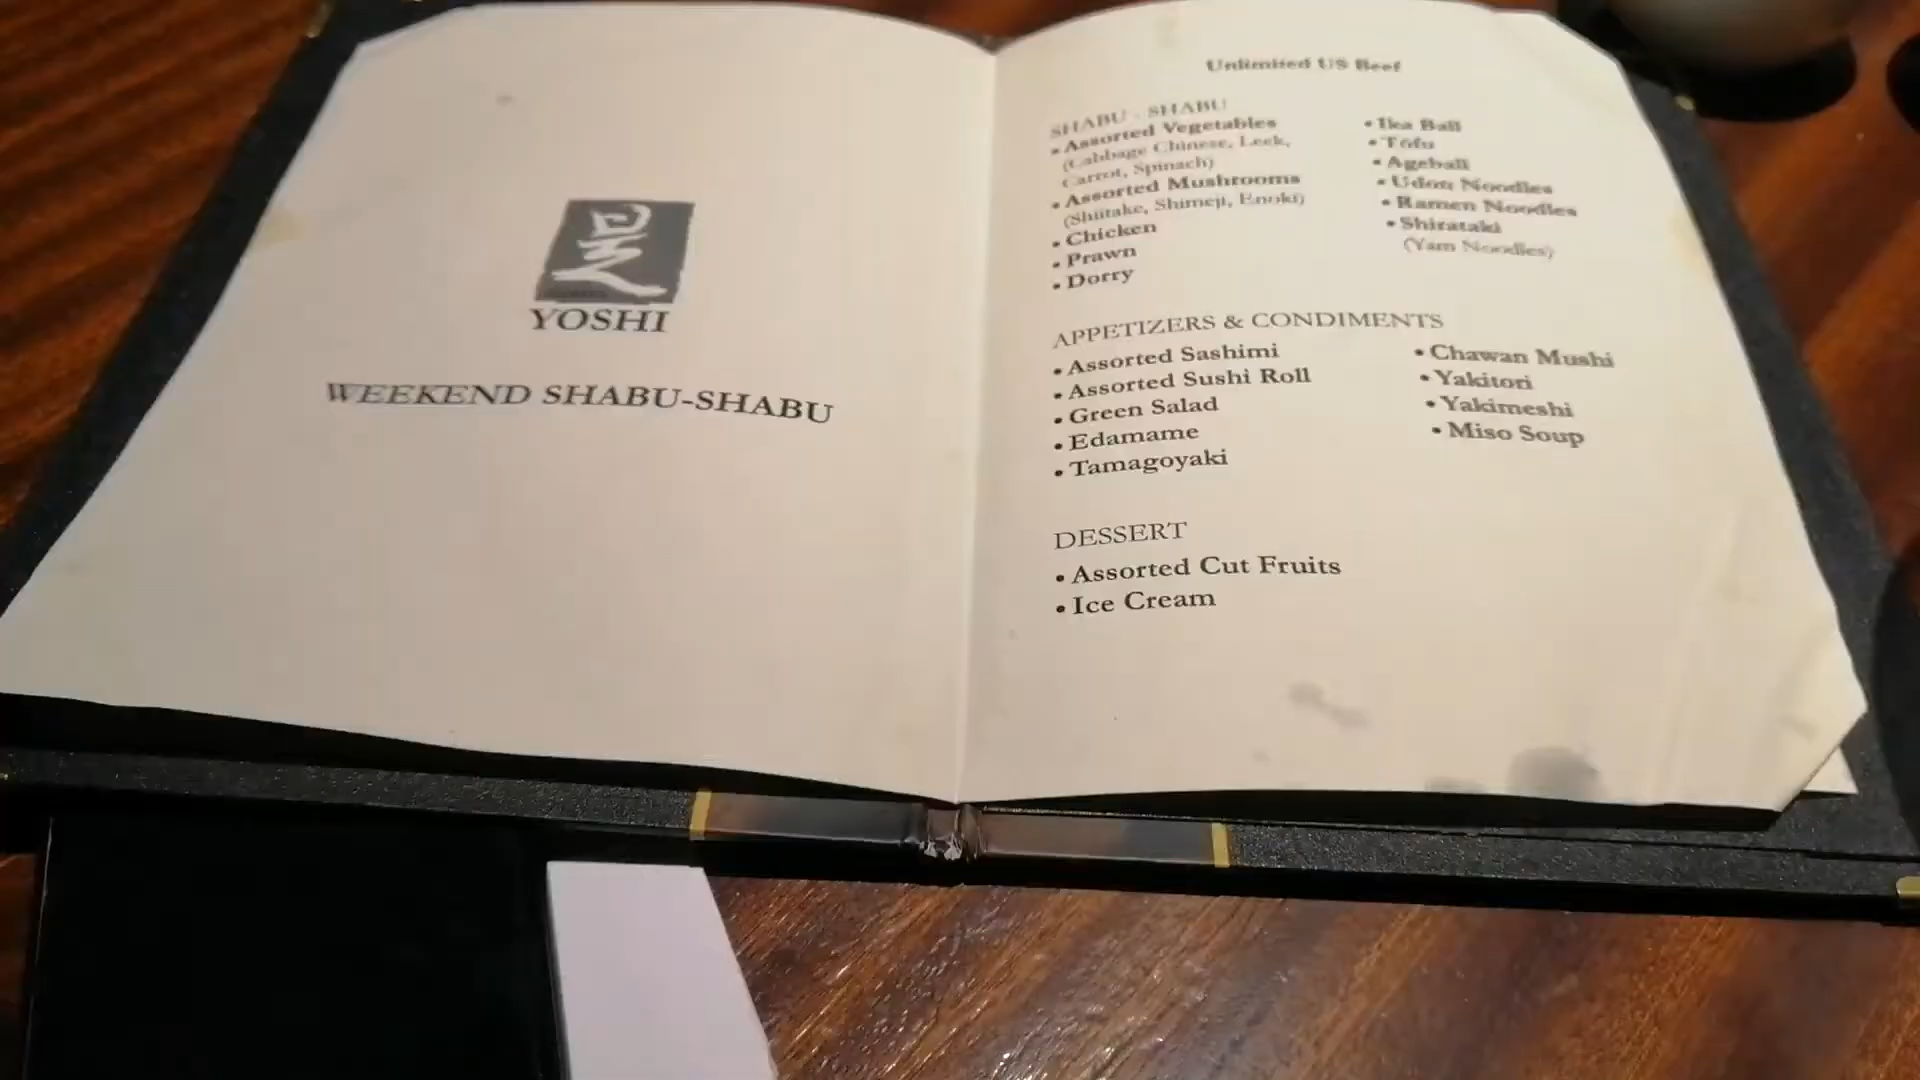 YOSHI
WEEKEND SHABU-SHABU
Unlimited US Beef
SHABU - SHABU
• Assorted Vegetables
(Cabbage Chinese, Leek,
Carrot, Spinach)
• Assorted Mushrooms
(Shiitake, Shimeji, Enoki)
• Chicken
• Prawn
• Dorry
• Ika Ball
• Tofu
• Ageball
• Udon Noodles
• Ramen Noodles
• Shirataki
(Yam Noodles)
APPETIZERS & CONDIMENTS
• Assorted Sashimi
• Assorted Sushi Roll
• Green Salad
• Edamame
• Tamagoyaki
• Chawan Mushi
• Yakitori
• Yakimeshi
• Miso Soup
DESSERT
• Assorted Cut Fruits
• Ice Cream